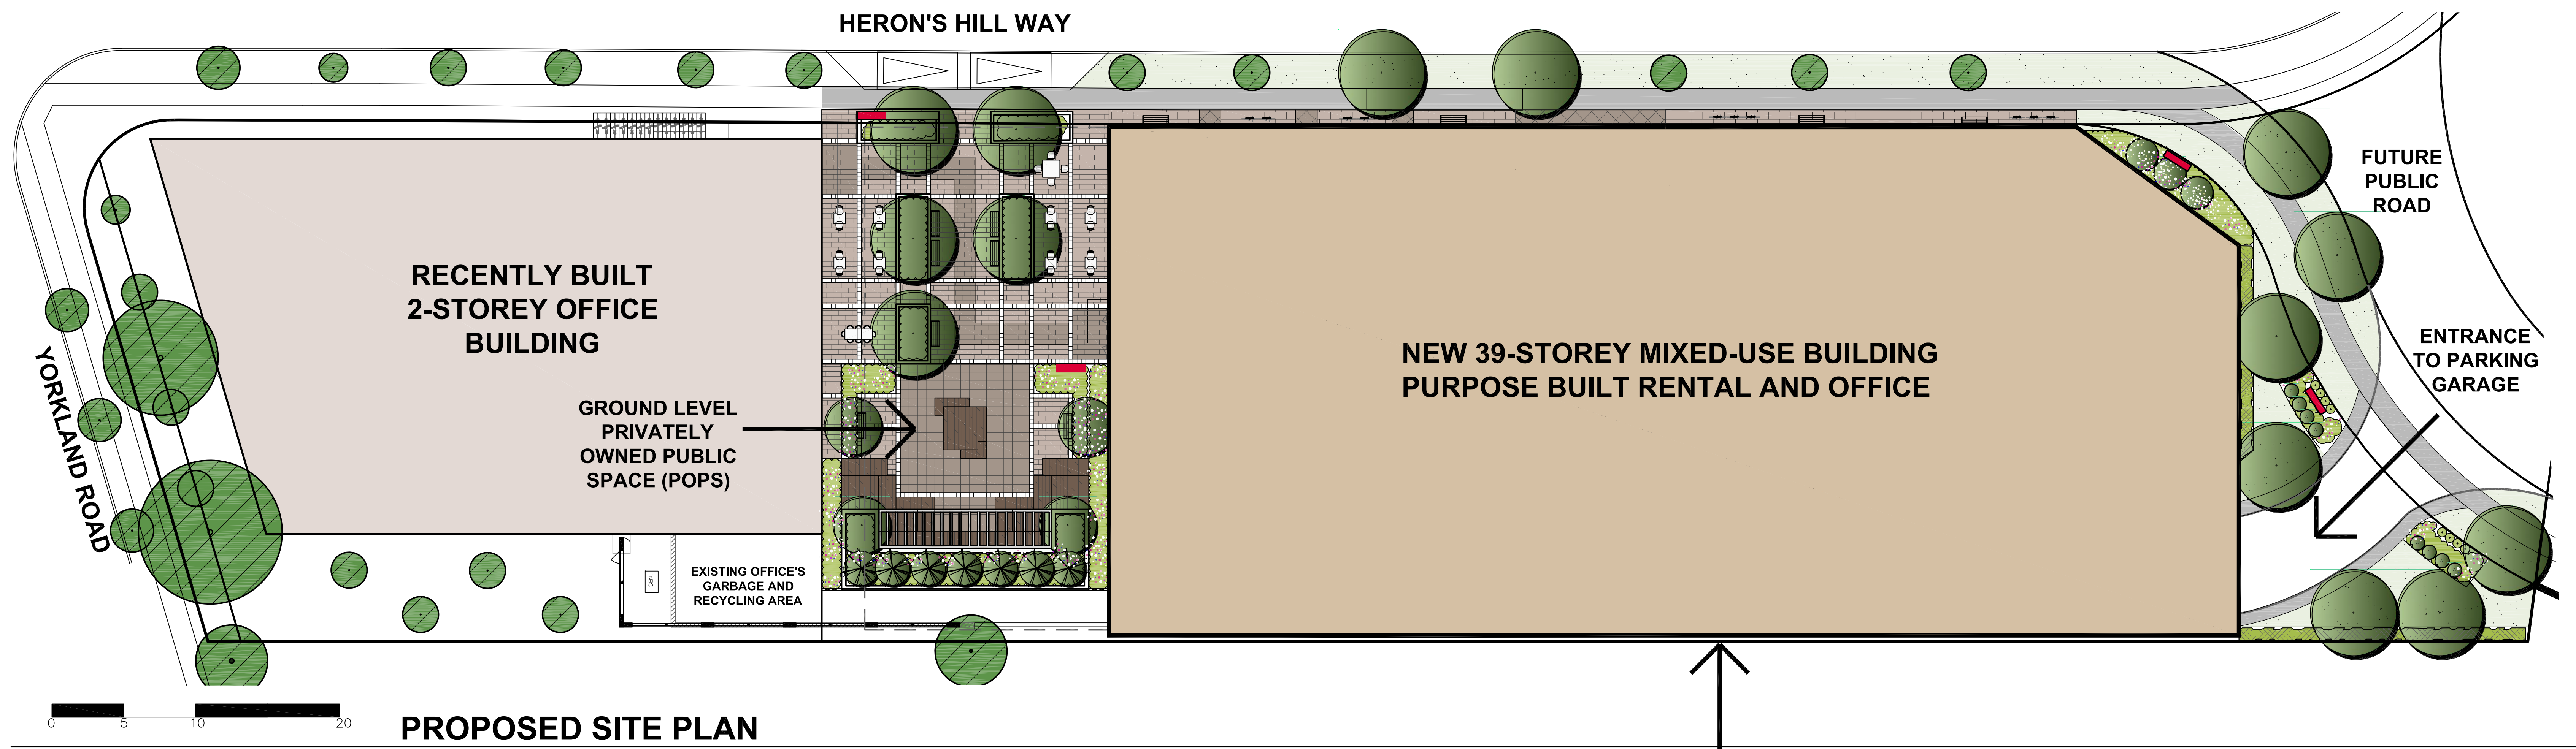 HERON'S HILL WAY
RECENTLY BUILT
2-STOREY OFFICE
BUILDING
YORKLAND ROAD
GROUND LEVEL
PRIVATELY
OWNED PUBLIC
SPACE (POPS)
EXISTING OFFICE'S
GARBAGE AND
RECYCLING AREA
GEN.
NEW 39-STOREY MIXED-USE BUILDING
PURPOSE BUILT RENTAL AND OFFICE
FUTURE
PUBLIC
ROAD
ENTRANCE
TO PARKING
GARAGE
0 5 10 20
PROPOSED SITE PLAN